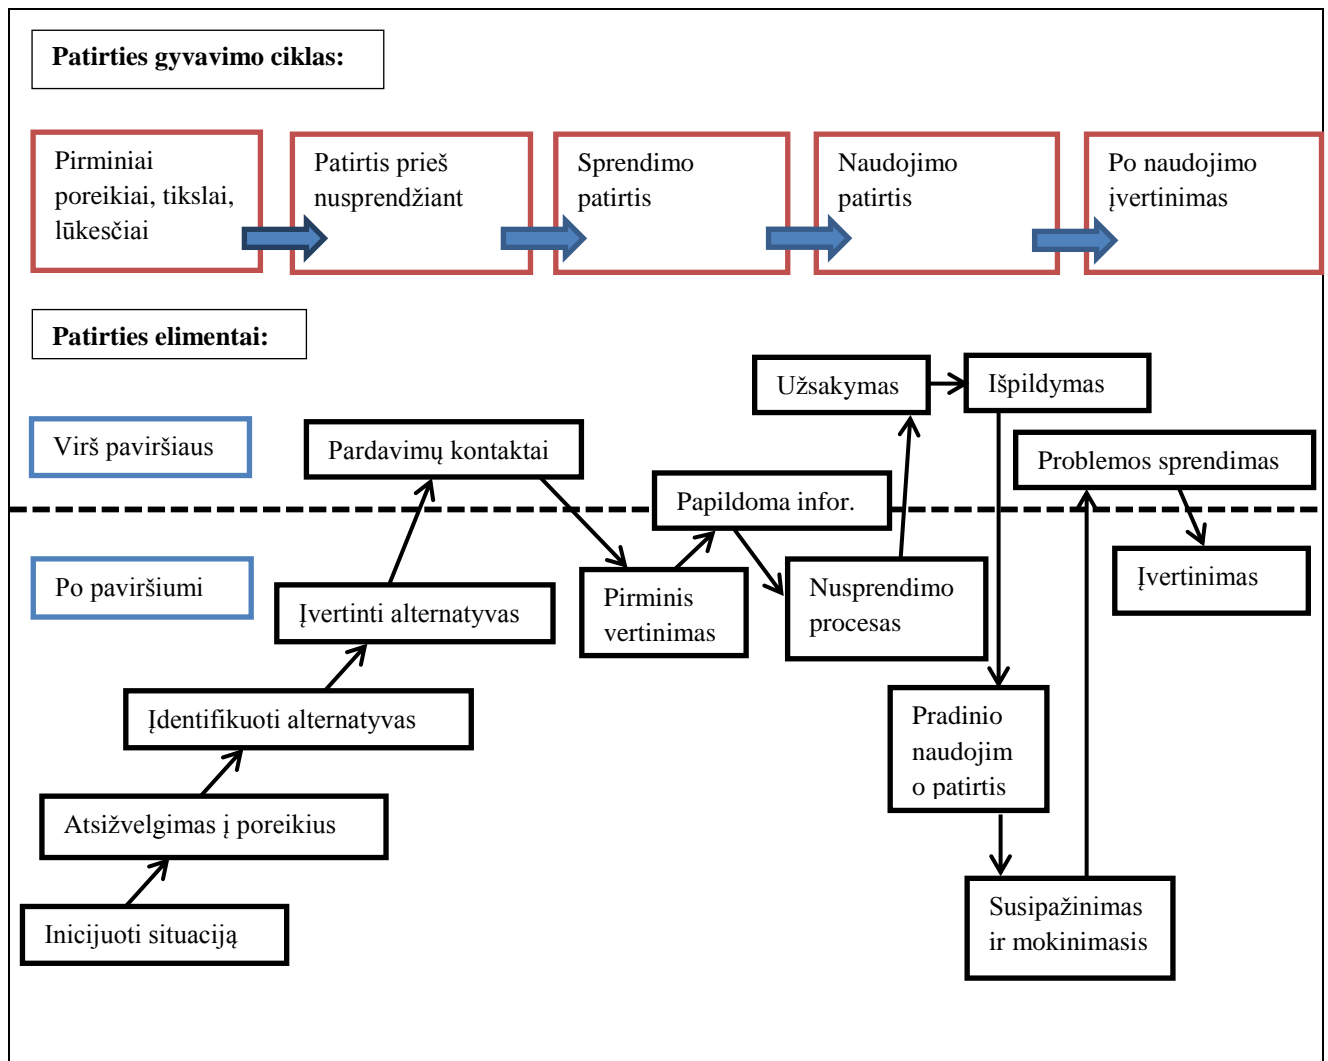 Patirties gyvavimo ciklas:
Pirminiai
poreikiai, tikslai,
lūkesčiai
Patirtis prieš
nusprendžiant
Sprendimo
patirtis
Naudojimo
patirtis
Po naudojimo
įvertinimas
Patirties elimentai:
Užsakymas
Išpildymas
Virš paviršiaus
Pardavimų kontaktai
Problemos sprendimas
Papildoma infor.
Po paviršiumi
Įvertinti alternatyvas
Pirminis
vertinimas
Nusprendimo
procesas
Įvertinimas
Įdentifikuoti alternatyvas
Pradinio
naudojim
o patirtis
Atsižvelgimas į poreikius
Inicijuoti situaciją
Susipažinimas
ir mokinimasis